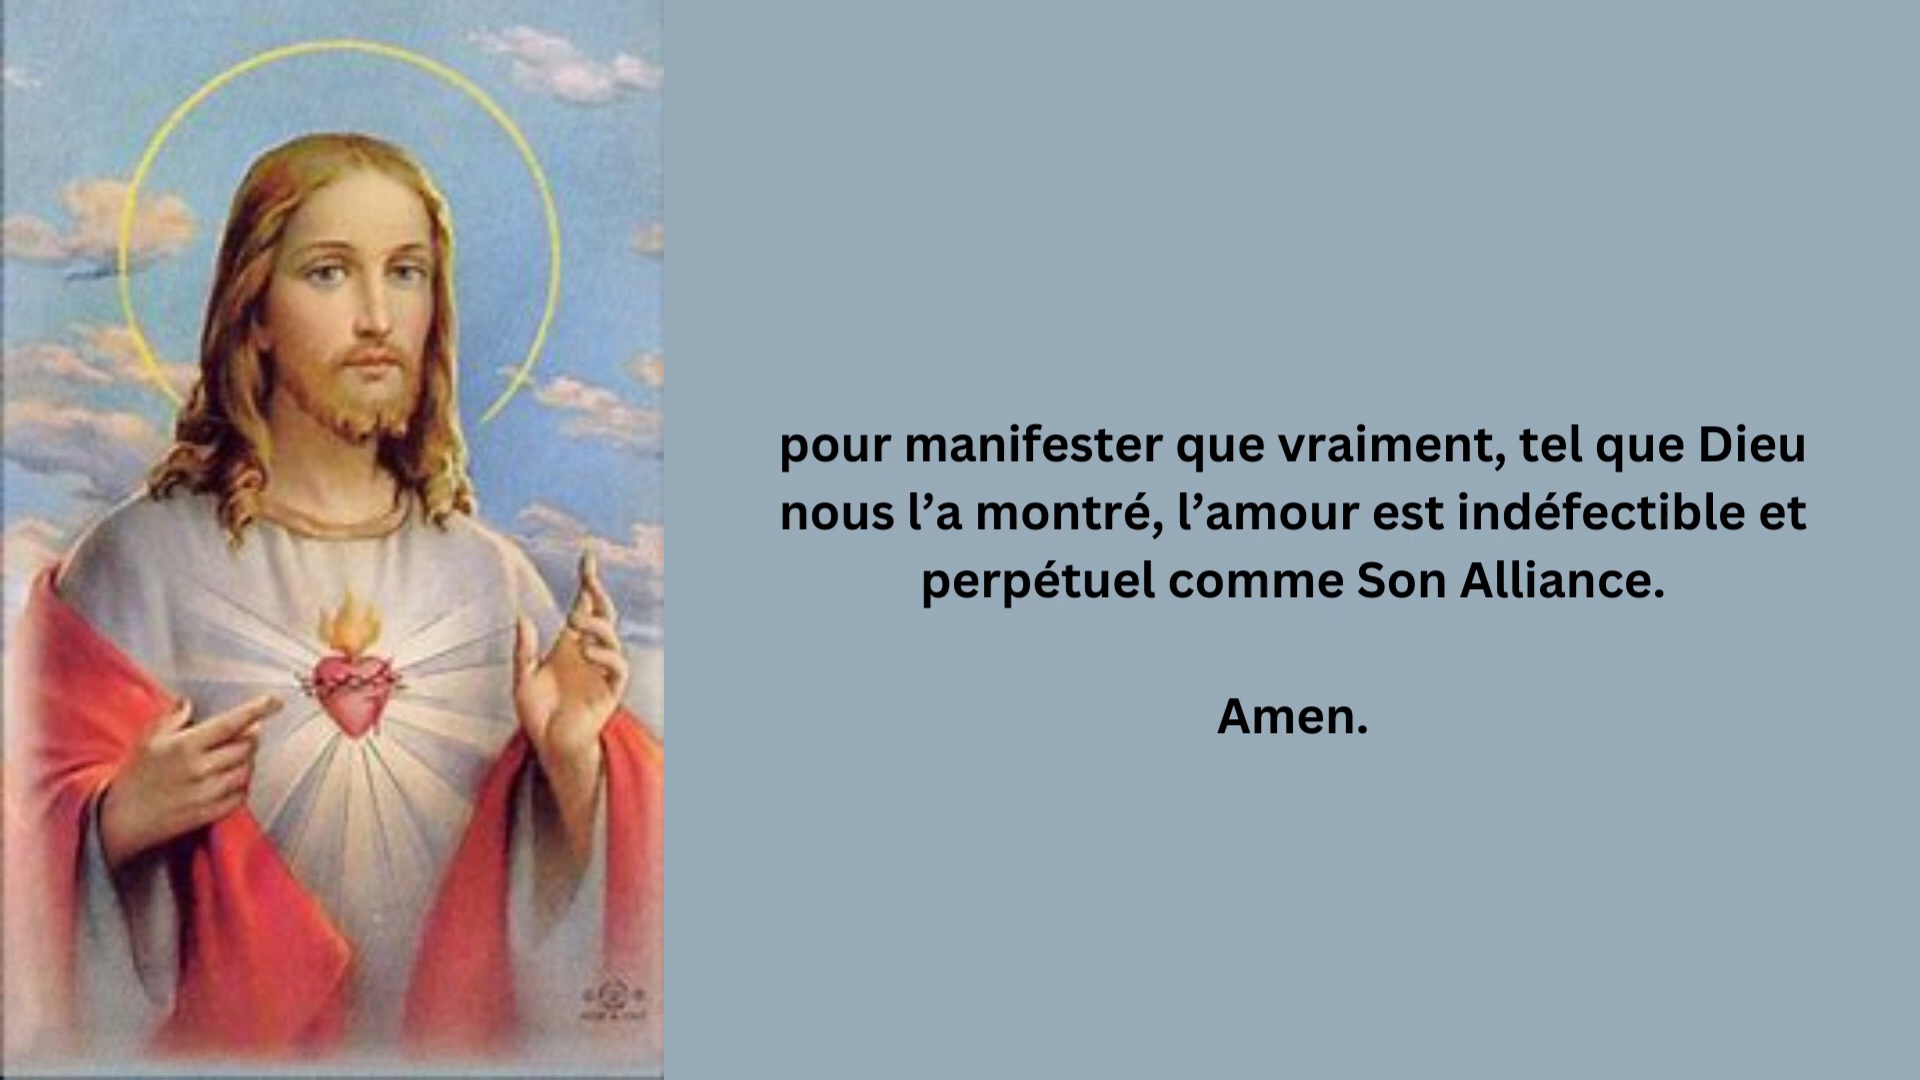 pour manifester que vraiment, tel que Dieu
nous l’a montré, l’amour est indéfectible et
perpétuel comme Son Alliance.
Amen.